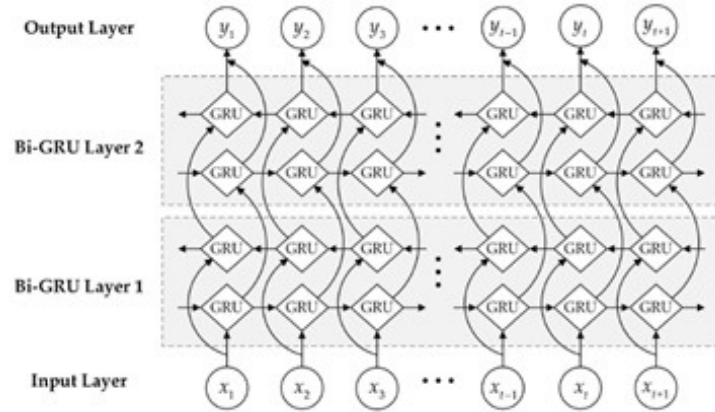 Output Layer y₁ y₂ y₃ ··· yₜ₋₁ yₜ yₜ₊₁
GRU GRU GRU GRU GRU GRU
Bi-GRU Layer 2
GRU GRU GRU GRU GRU GRU
GRU GRU GRU GRU GRU GRU
Bi-GRU Layer 1
GRU GRU GRU GRU GRU GRU
Input Layer x₁ x₂ x₃ ··· xₜ₋₁ xₜ xₜ₊₁